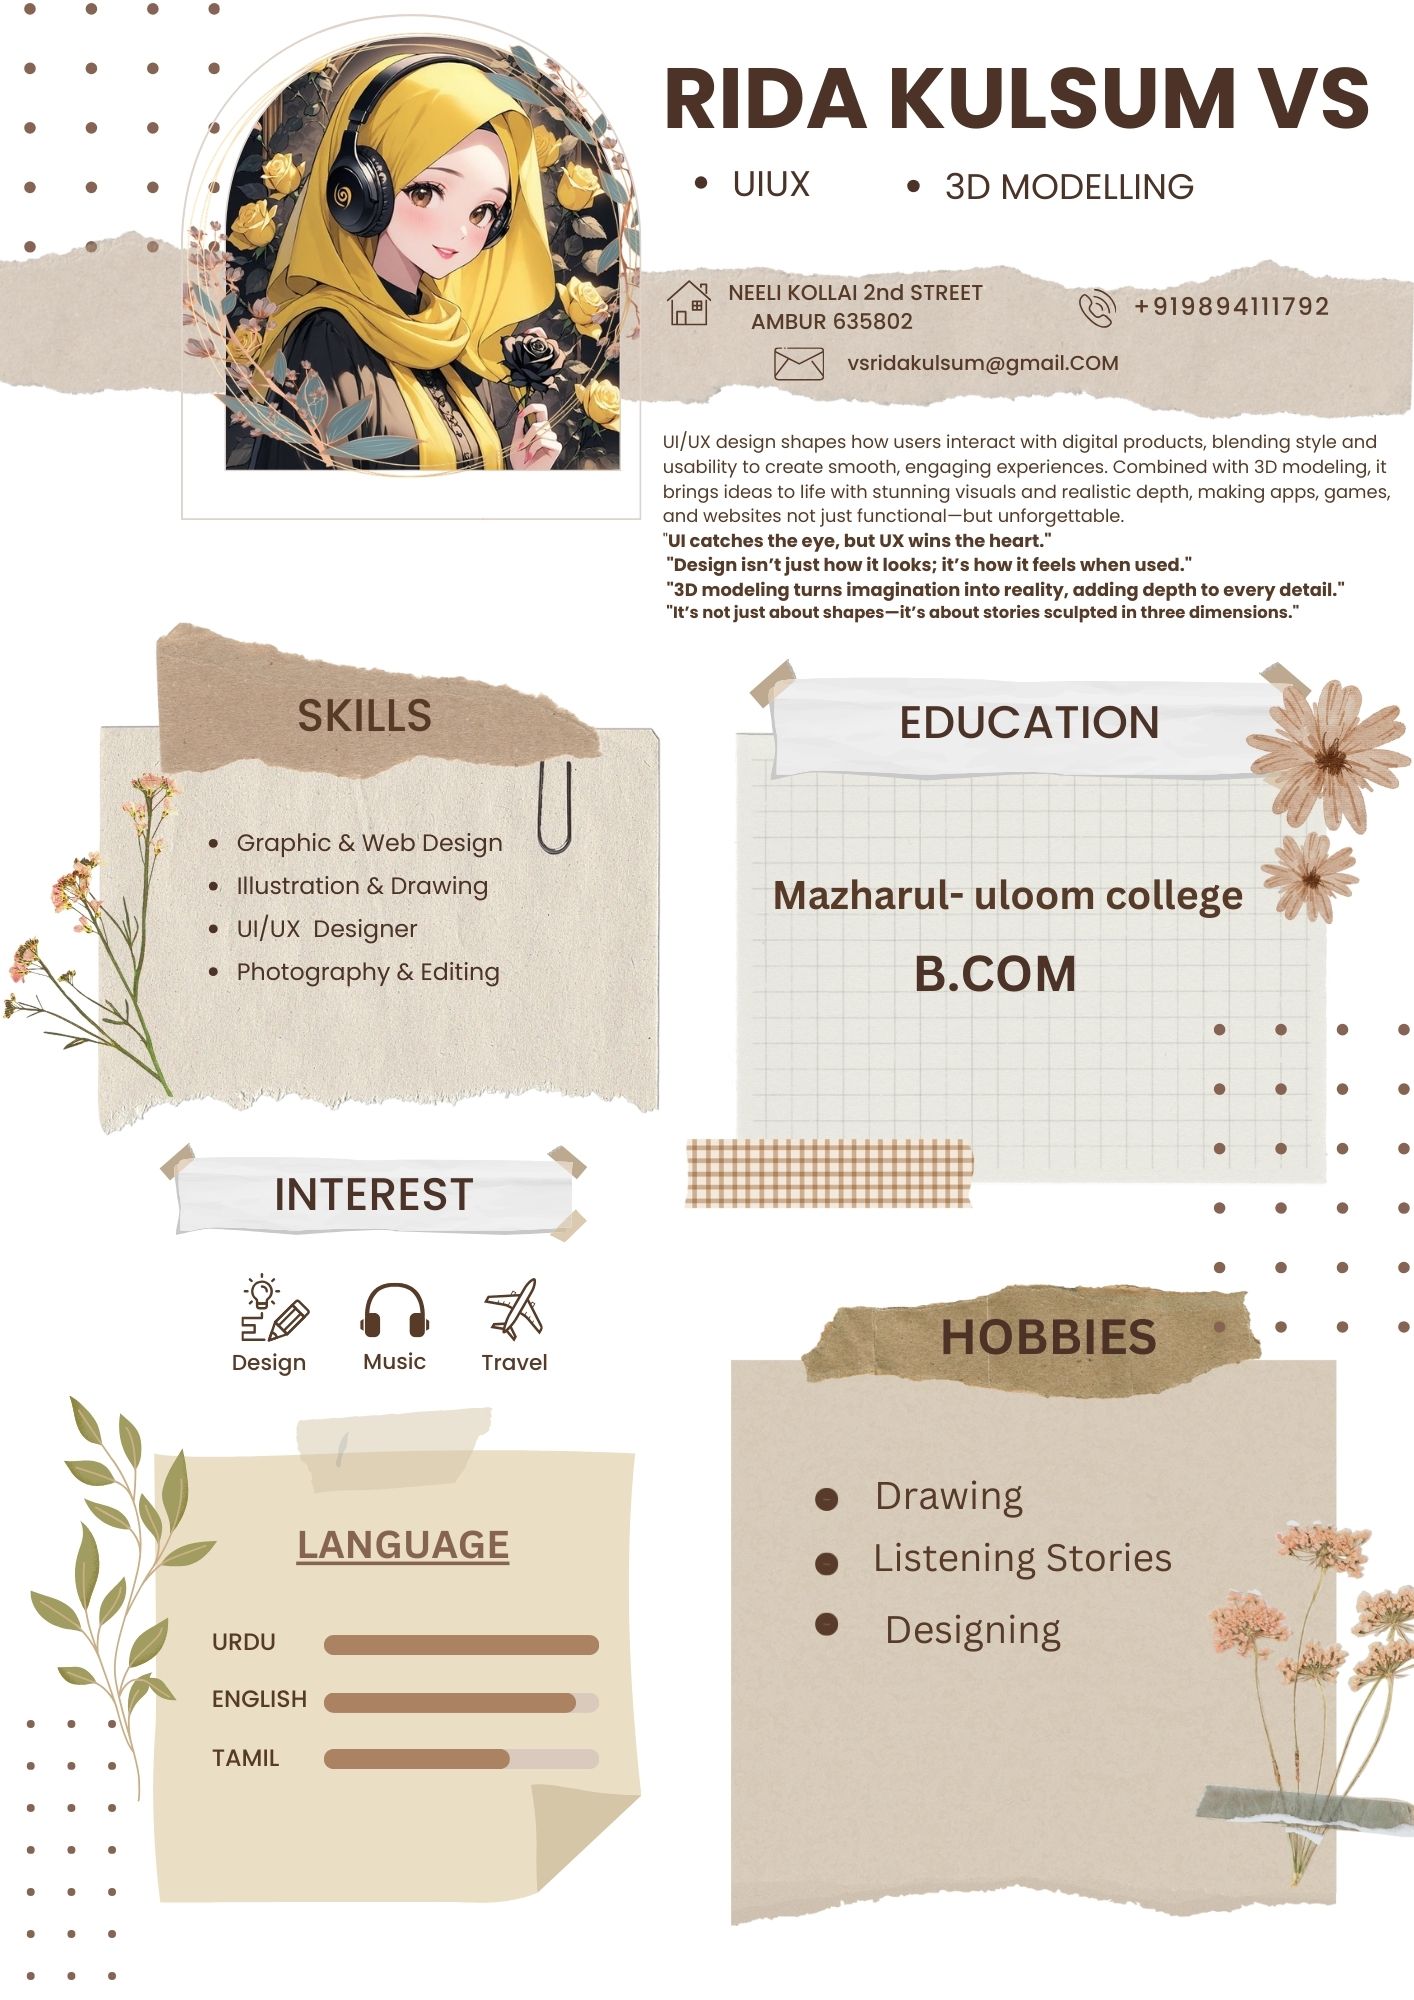 RIDA KULSUM VS
• UIUX
• 3D MODELLING
NEELI KOLLAI 2nd STREET
AMBUR 635802
+919894111792
vsridakulsum@gmail.COM
UI/UX design shapes how users interact with digital products, blending style and
usability to create smooth, engaging experiences. Combined with 3D modeling, it
brings ideas to life with stunning visuals and realistic depth, making apps, games,
and websites not just functional—but unforgettable.
"UI catches the eye, but UX wins the heart."
"Design isn’t just how it looks; it’s how it feels when used."
"3D modeling turns imagination into reality, adding depth to every detail."
"It’s not just about shapes—it’s about stories sculpted in three dimensions."
SKILLS
• Graphic & Web Design
• Illustration & Drawing
• UI/UX Designer
• Photography & Editing
EDUCATION
Mazharul- uloom college
B.COM
INTEREST
Design
Music
Travel
LANGUAGE
URDU
ENGLISH
TAMIL
HOBBIES
Drawing
Listening Stories
Designing